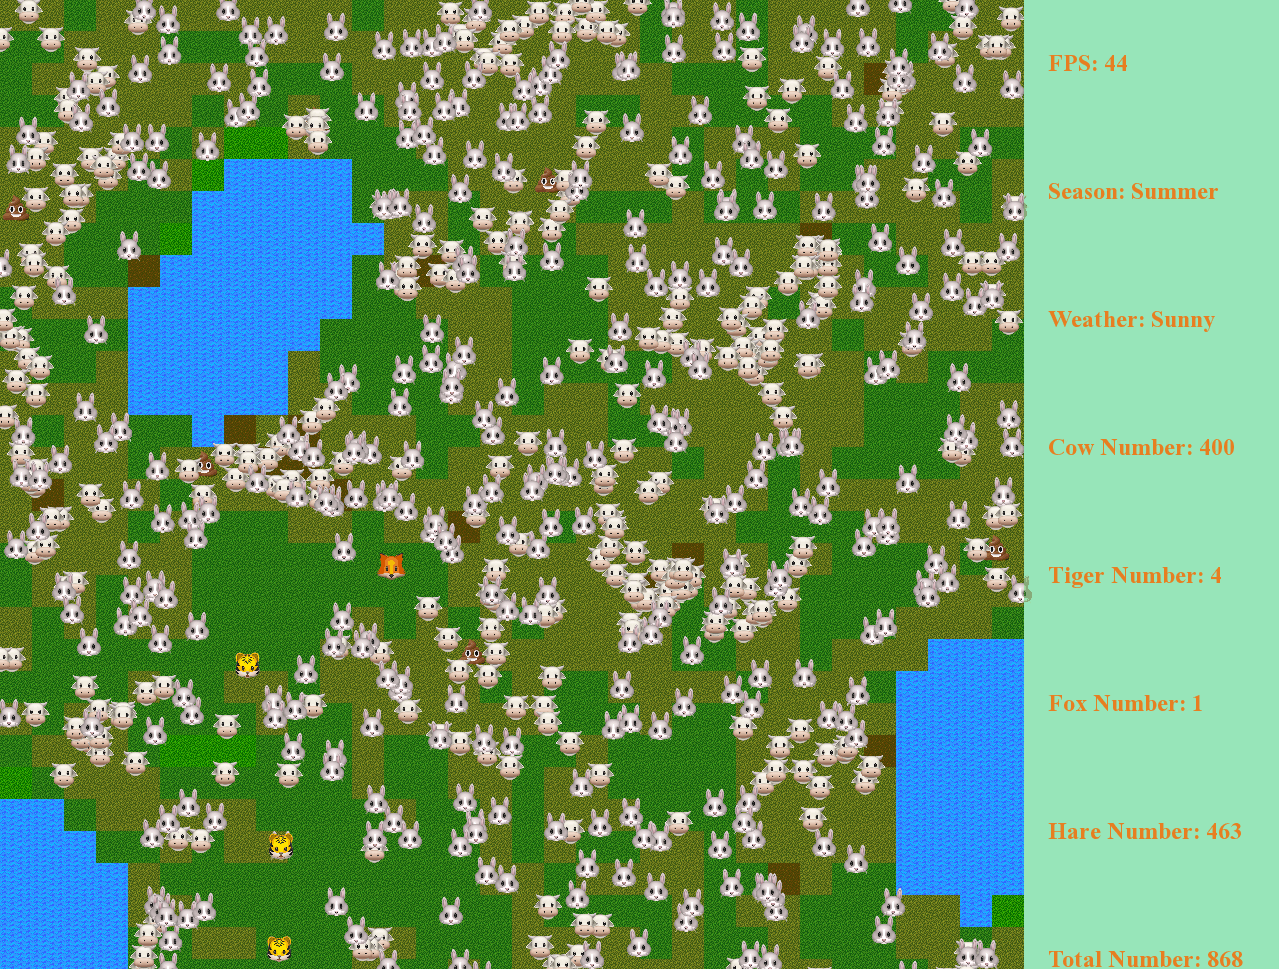 FPS: 44
Season: Summer
Weather: Sunny
Cow Number: 400
Tiger Number: 4
Fox Number: 1
Hare Number: 463
Total Number: 868